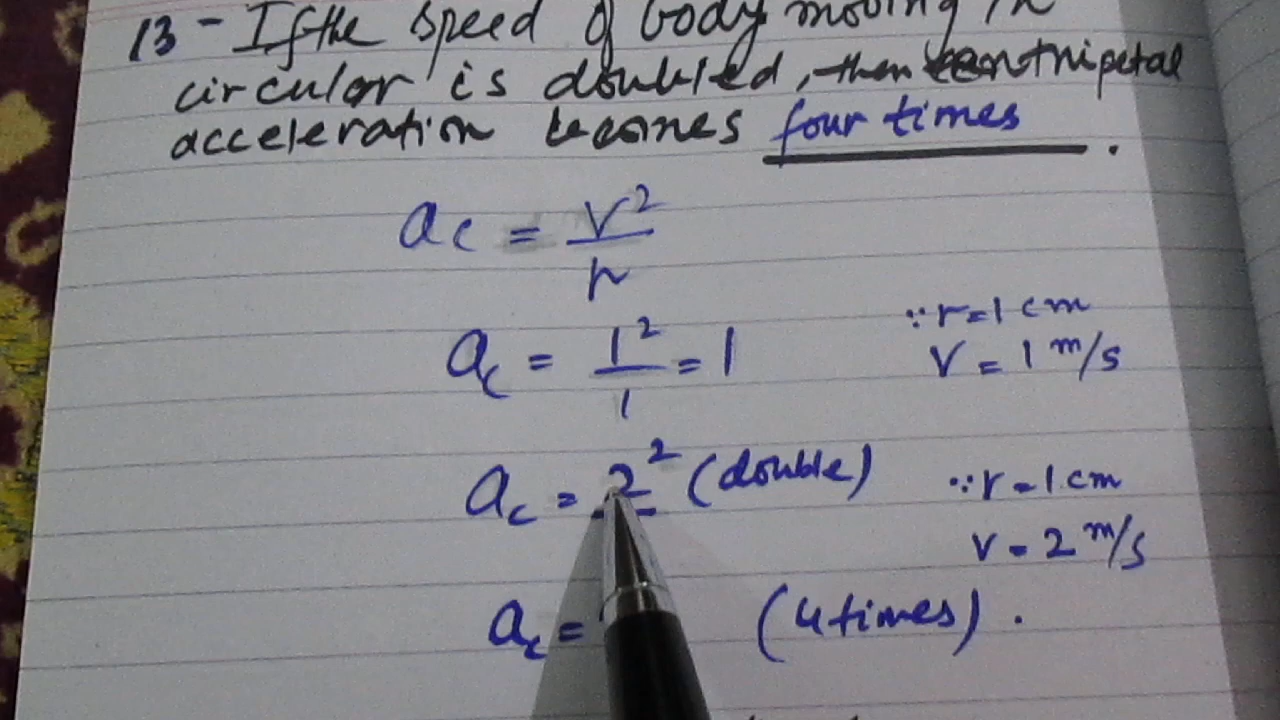 13 - If the speed of body moving in
circular is doubled, then centripetal
acceleration becomes four times .
ac = v²/r
ac = 1²/1 = 1 ∵ r = 1 cm
V = 1 m/s
ac = 2² (double) ∵ r = 1 cm
v = 2 m/s
ac = (4 times) .